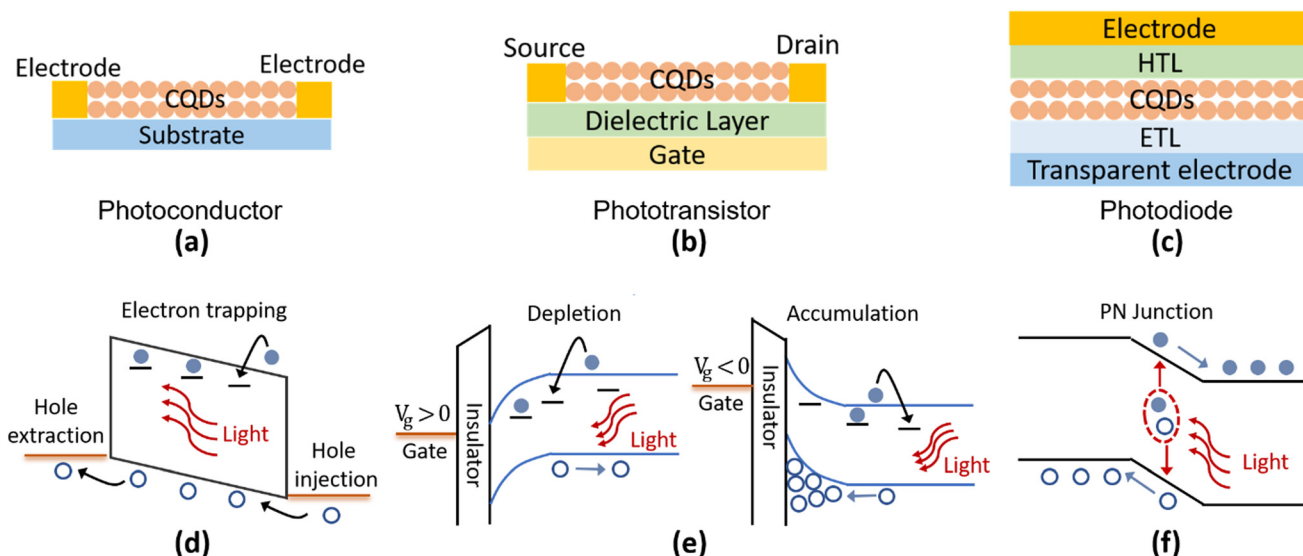 Electrode
Electrode
CQDs
Substrate
Photoconductor
(a)
Source
Drain
CQDs
Dielectric Layer
Gate
Phototransistor
(b)
Electrode
HTL
CQDs
ETL
Transparent electrode
Photodiode
(c)
Electron trapping
Hole
extraction
Light
Hole
injection
(d)
Depletion
Vg>0
Gate
Insulator
Light
Accumulation
Vg<0
Gate
Insulator
Light
(e)
PN Junction
Light
(f)